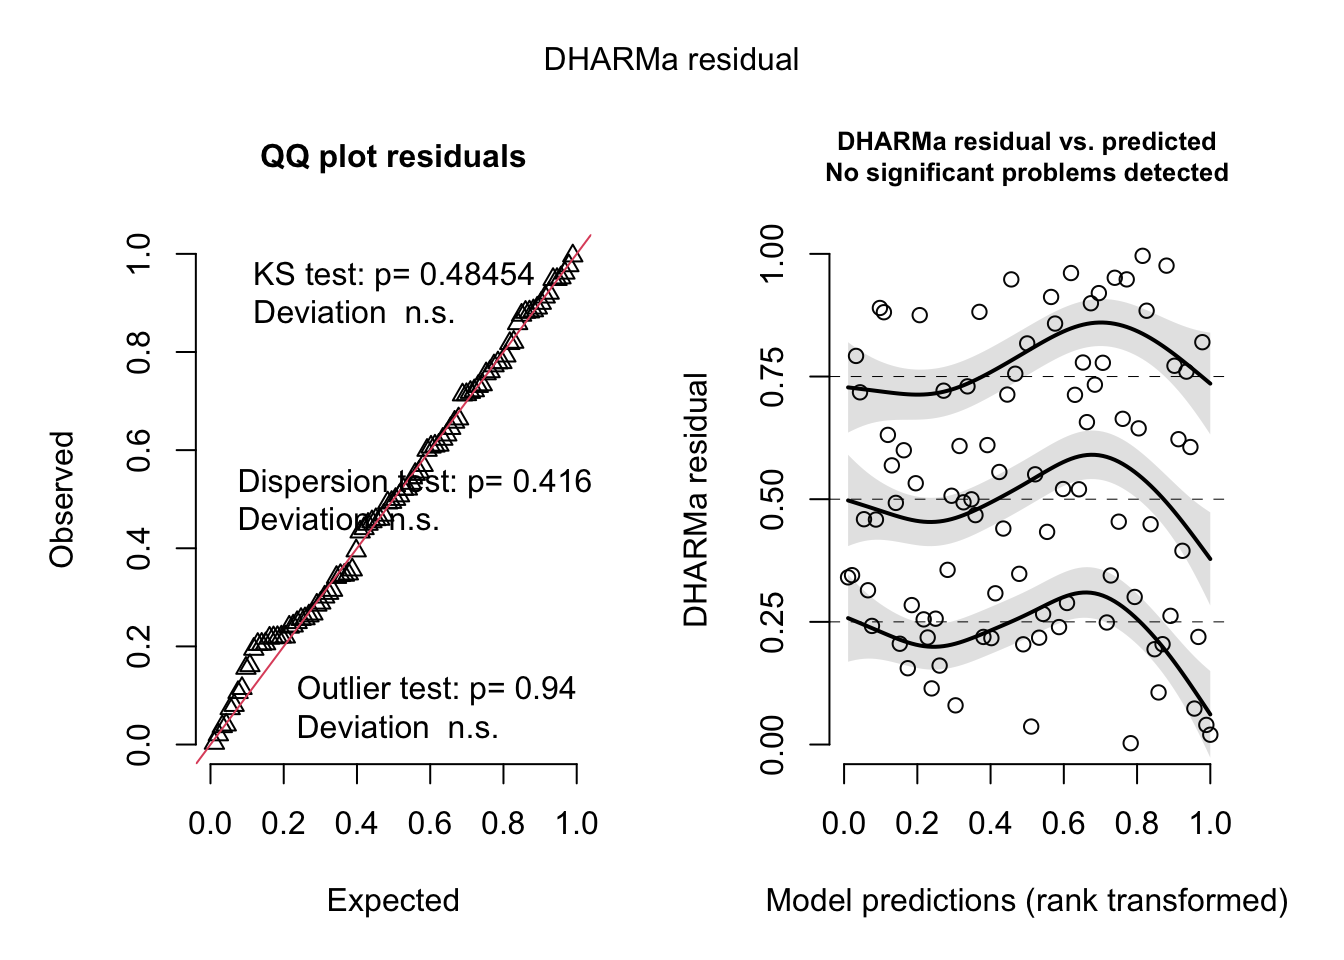 DHARMa residual
QQ plot residuals
KS test: p= 0.48454
Deviation  n.s.
Dispersion test: p= 0.416
Deviation  n.s.
Outlier test: p= 0.94
Deviation  n.s.
Observed
0.0
0.2
0.4
0.6
0.8
1.0
0.0 0.2 0.4 0.6 0.8 1.0
Expected
DHARMa residual vs. predicted
No significant problems detected
DHARMa residual
0.00
0.25
0.50
0.75
1.00
0.0 0.2 0.4 0.6 0.8 1.0
Model predictions (rank transformed)